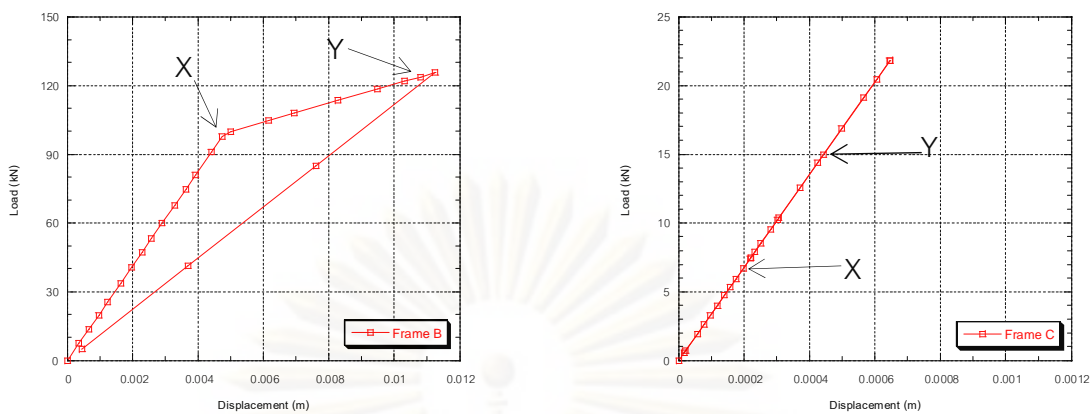 150
120
90
60
30
0
Load (kN)
X
Y
Frame B
0 0.002 0.004 0.006 0.008 0.01 0.012
Displacement (m)
25
20
15
10
5
0
Load (kN)
Y
X
Frame C
0 0.0002 0.0004 0.0006 0.0008 0.001 0.0012
Displacement (m)